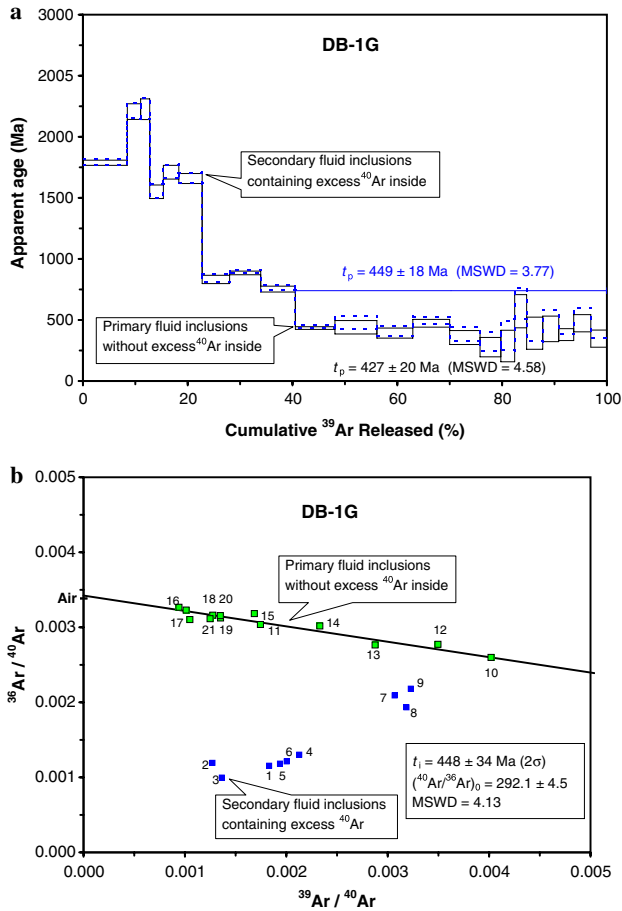 a
DB-1G
3000
2005
2000
1500
1000
750
500
250
0
Apparent age (Ma)
Secondary fluid inclusions
containing excess ⁴⁰Ar inside
tₚ = 449 ± 18 Ma (MSWD = 3.77)
Primary fluid inclusions
without excess ⁴⁰Ar inside
tₚ = 427 ± 20 Ma (MSWD = 4.58)
0 20 40 60 80 100
Cumulative ³⁹Ar Released (%)
b
DB-1G
0.005
0.004
Air
0.003
0.002
0.001
0.000
³⁶Ar / ⁴⁰Ar
Primary fluid inclusions
without excess ⁴⁰Ar inside
16 18 20
17 21 19 15 11 14 13 12 10
9
7
8
2 3 1 5 6 4
Secondary fluid inclusions
containing excess ⁴⁰Ar
tᵢ = 448 ± 34 Ma (2σ)
(⁴⁰Ar/³⁶Ar)₀ = 292.1 ± 4.5
MSWD = 4.13
0.000 0.001 0.002 0.003 0.004 0.005
³⁹Ar / ⁴⁰Ar